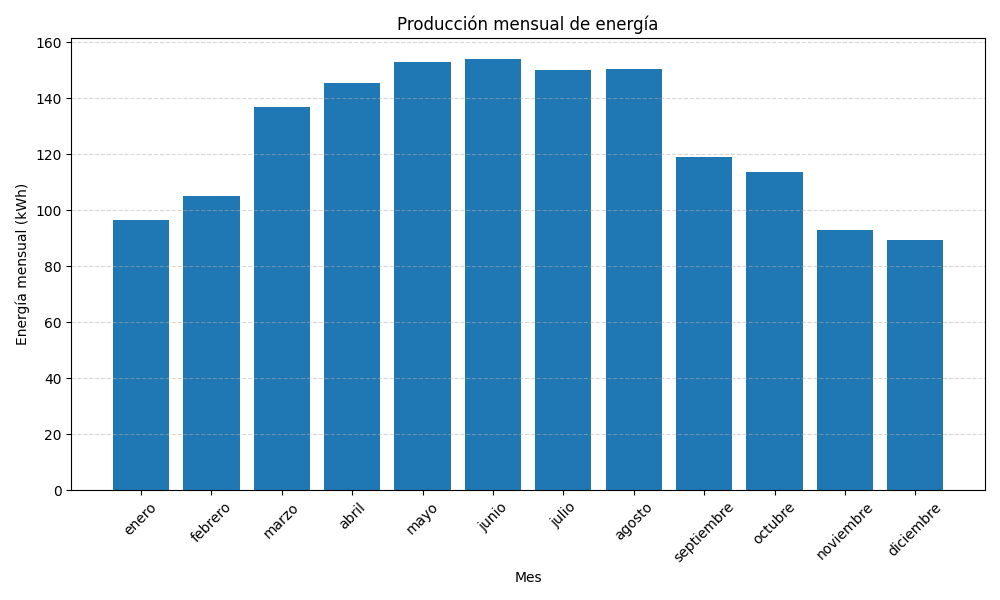 Producción mensual de energía
Energía mensual (kWh)
160
140
120
100
80
60
40
20
0
enero
febrero
marzo
abril
mayo
junio
julio
agosto
septiembre
octubre
noviembre
diciembre
Mes